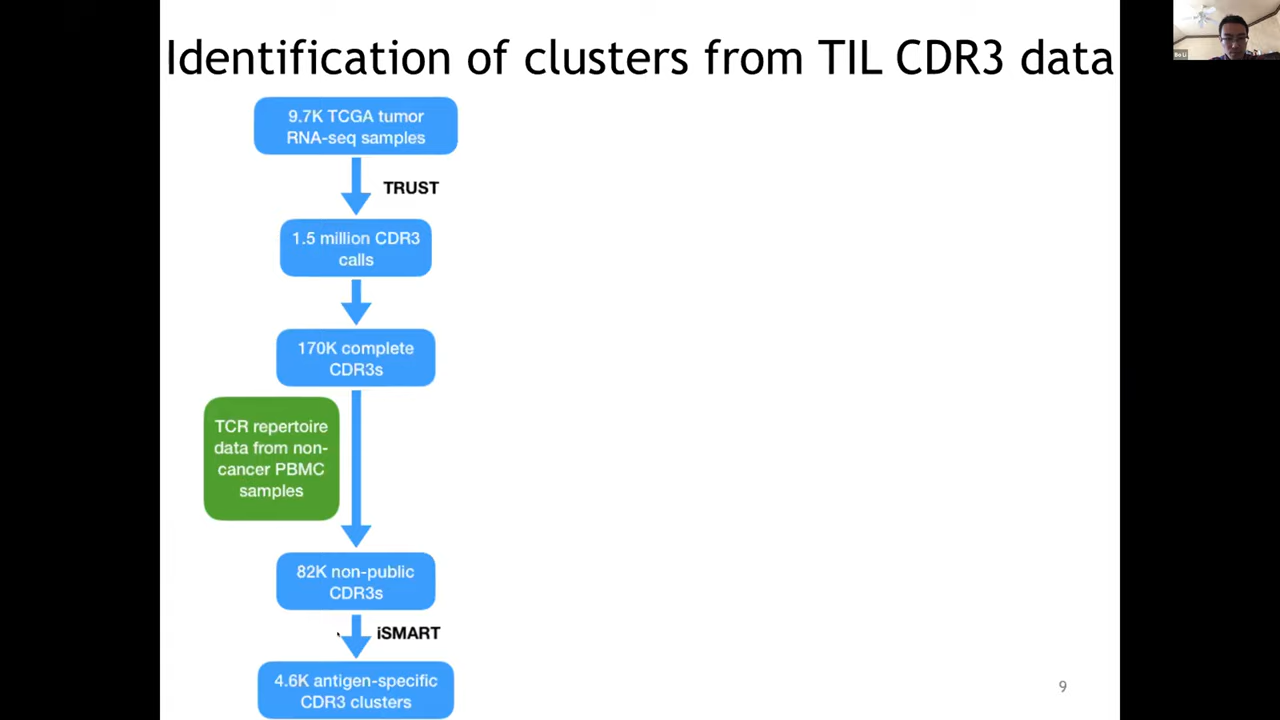 Identification of clusters from TIL CDR3 data
9.7K TCGA tumor
RNA-seq samples
TRUST
1.5 million CDR3
calls
170K complete
CDR3s
TCR repertoire
data from non-
cancer PBMC
samples
82K non-public
CDR3s
iSMART
4.6K antigen-specific
CDR3 clusters
9
Bo Li